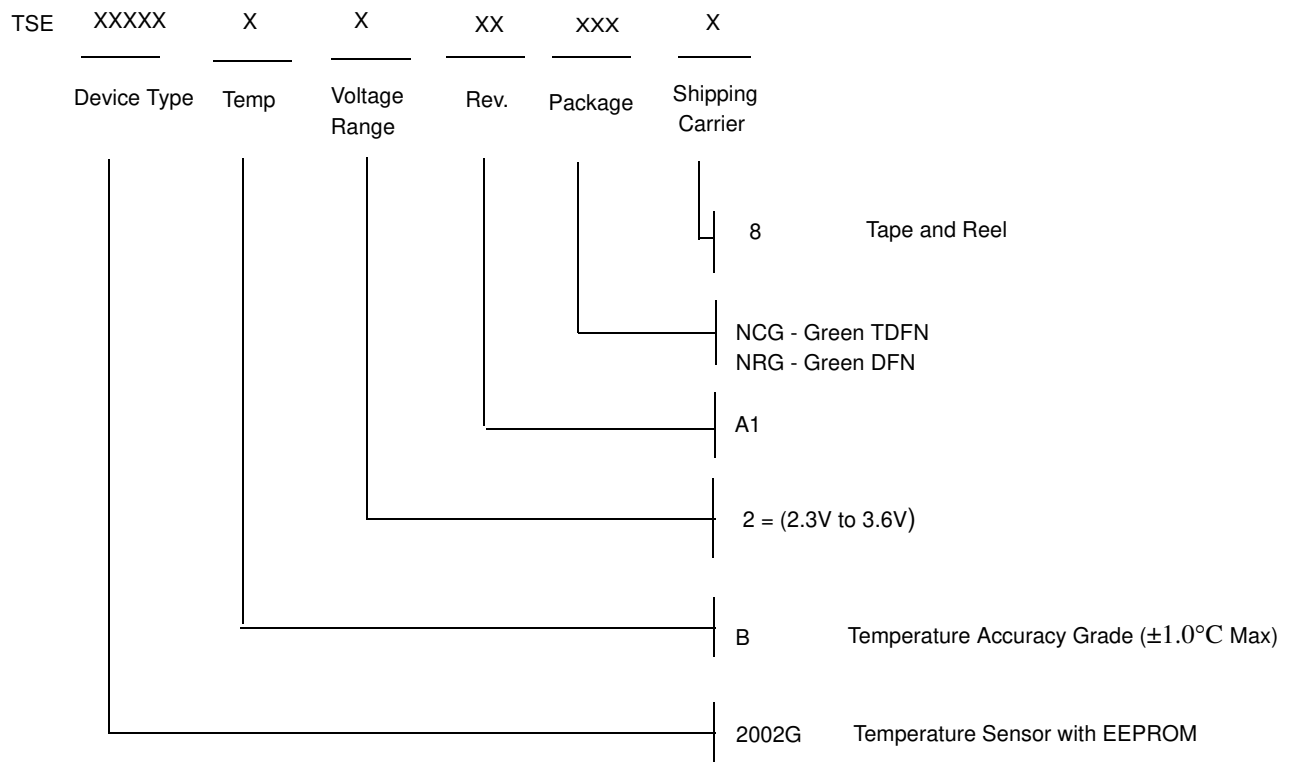 TSE XXXXX X X XX XXX X
Device Type Temp Voltage Range Rev. Package Shipping Carrier
8 Tape and Reel
NCG - Green TDFN
NRG - Green DFN
A1
2 = (2.3V to 3.6V)
B Temperature Accuracy Grade (±1.0°C Max)
2002G Temperature Sensor with EEPROM